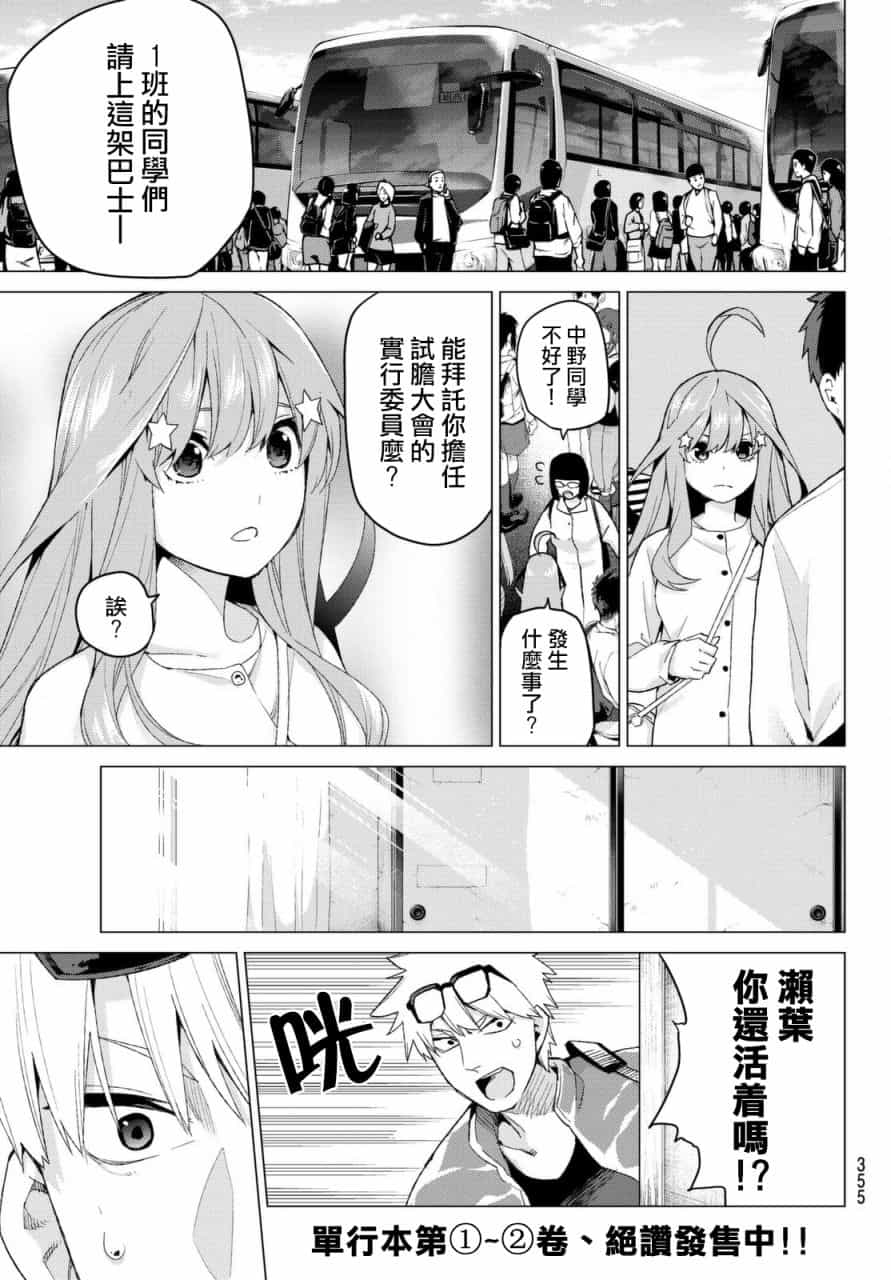 1班的同學們
請上這架巴士ー
中野同學
不好了!
發生
什麼事了?
能拜託你擔任
試膽大會的
實行委員麼?
誒?
瀨葉
你還活着嗎!?
咣
355
單行本第①~②卷、絕讚發售中!!